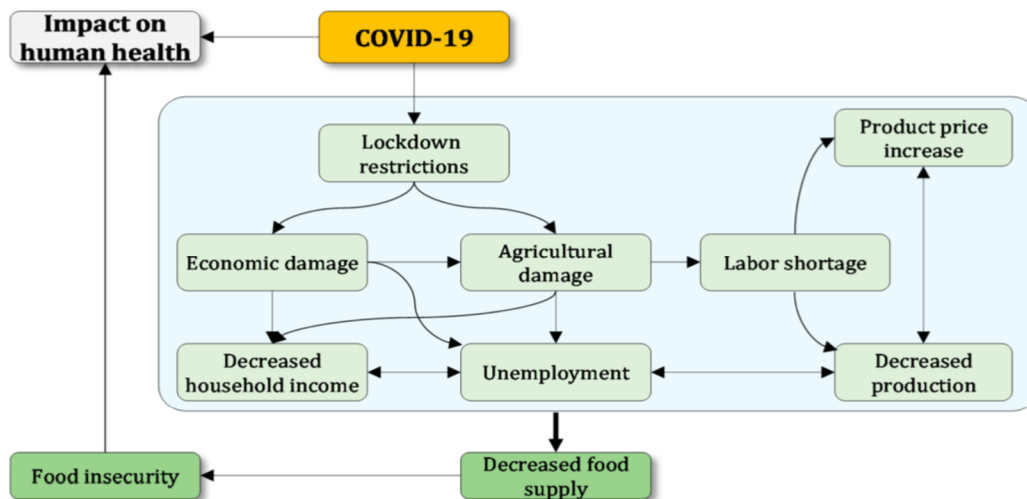 Impact on
human health
COVID-19
Lockdown
restrictions
Product price
increase
Economic damage
Agricultural
damage
Labor shortage
Decreased
household income
Unemployment
Decreased
production
Food insecurity
Decreased food
supply